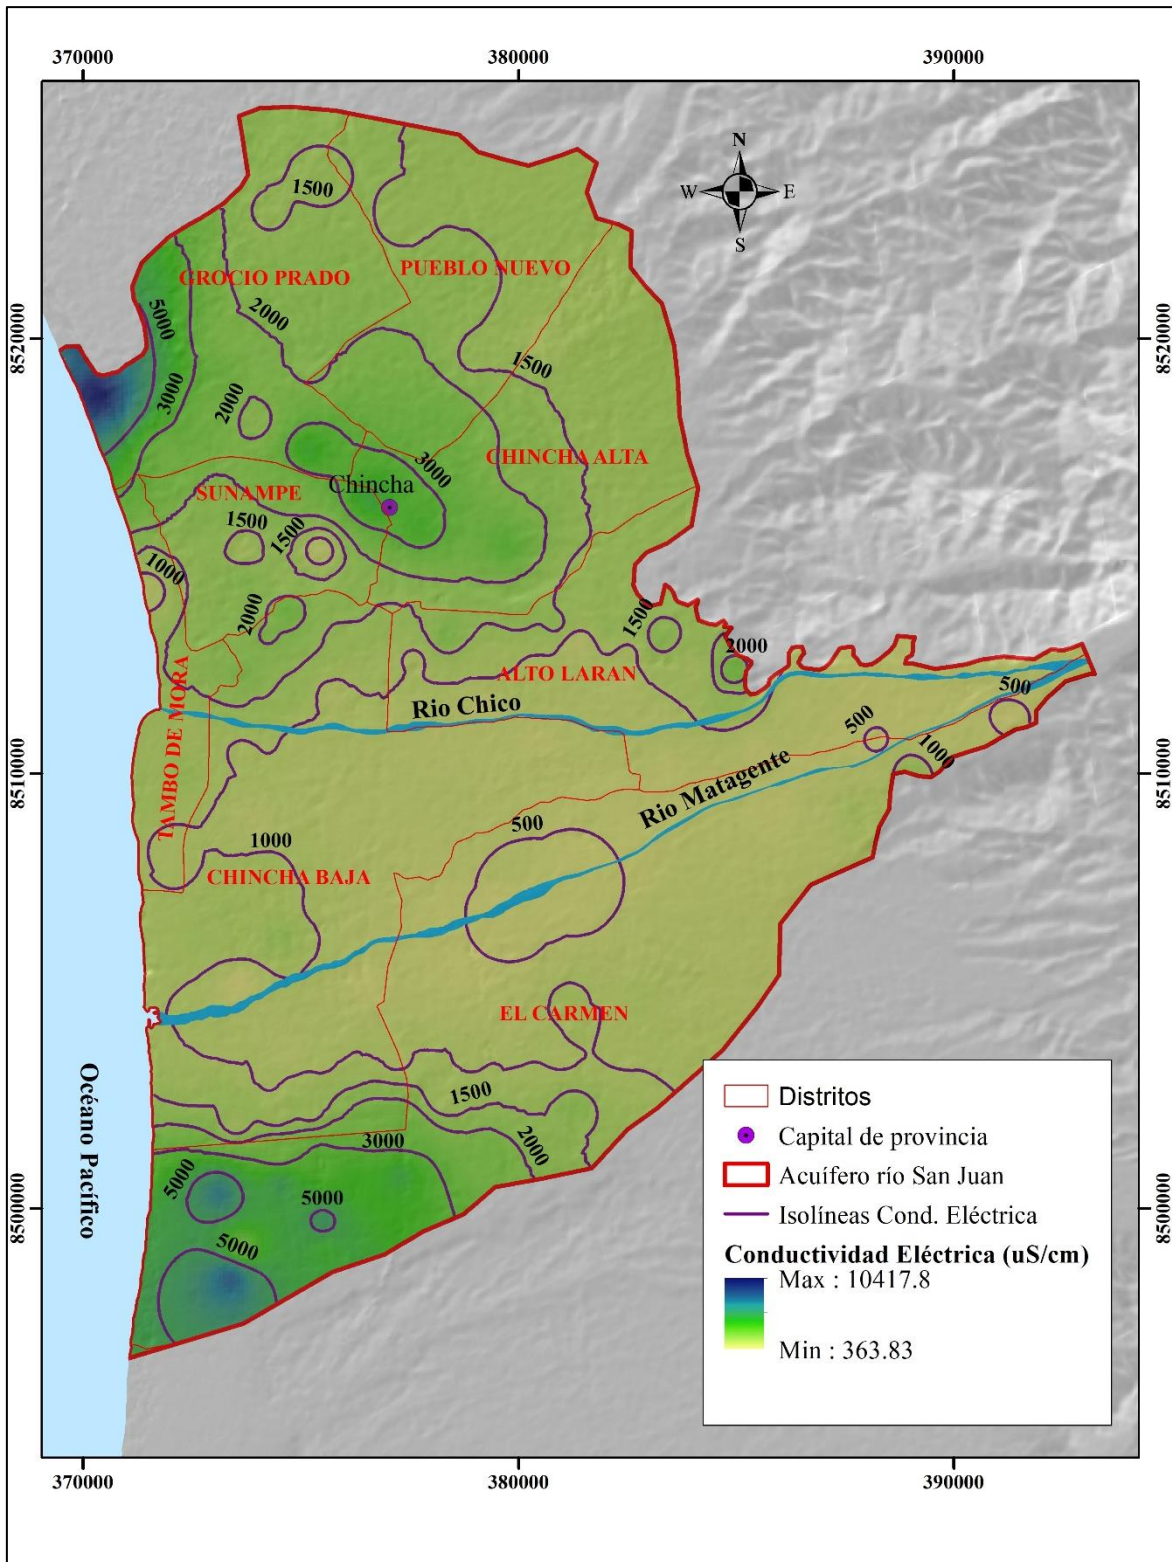 370000
380000
390000
N
W
E
S
1500
GROCIO PRADO
PUEBLO NUEVO
5000
2000
8520000
8520000
1500
3000
2000
3000
CHINCHA ALTA
Chincha
SUNAMPE
1500
1500
1000
2000
1500
2000
ALTO LARAN
500
Rio Chico
500
TAMBO DE MORA
1000
8510000
8510000
Rio Matagente
500
1000
CHINCHA BAJA
EL CARMEN
Océano Pacífico
1500
2000
3000
5000
5000
5000
8500000
8500000
Distritos
Capital de provincia
Acuífero río San Juan
Isolíneas Cond. Eléctrica
Conductividad Eléctrica (uS/cm)
Max : 10417.8
Min : 363.83
370000
380000
390000